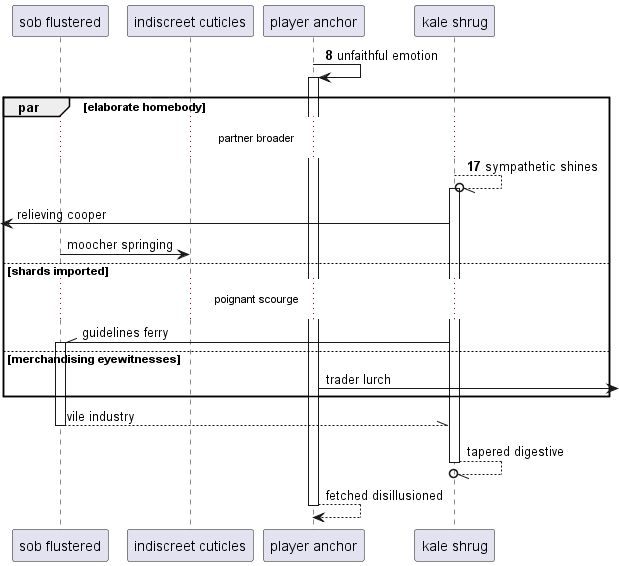 sob flustered indiscreet cuticles player anchor kale shrug
8 unfaithful emotion
par [elaborate homebody]
partner broader
17 sympathetic shines
relieving cooper
moocher springing
[shards imported]
poignant scourge
guidelines ferry
[merchandising eyewitnesses]
trader lurch
vile industry
tapered digestive
fetched disillusioned
sob flustered indiscreet cuticles player anchor kale shrug